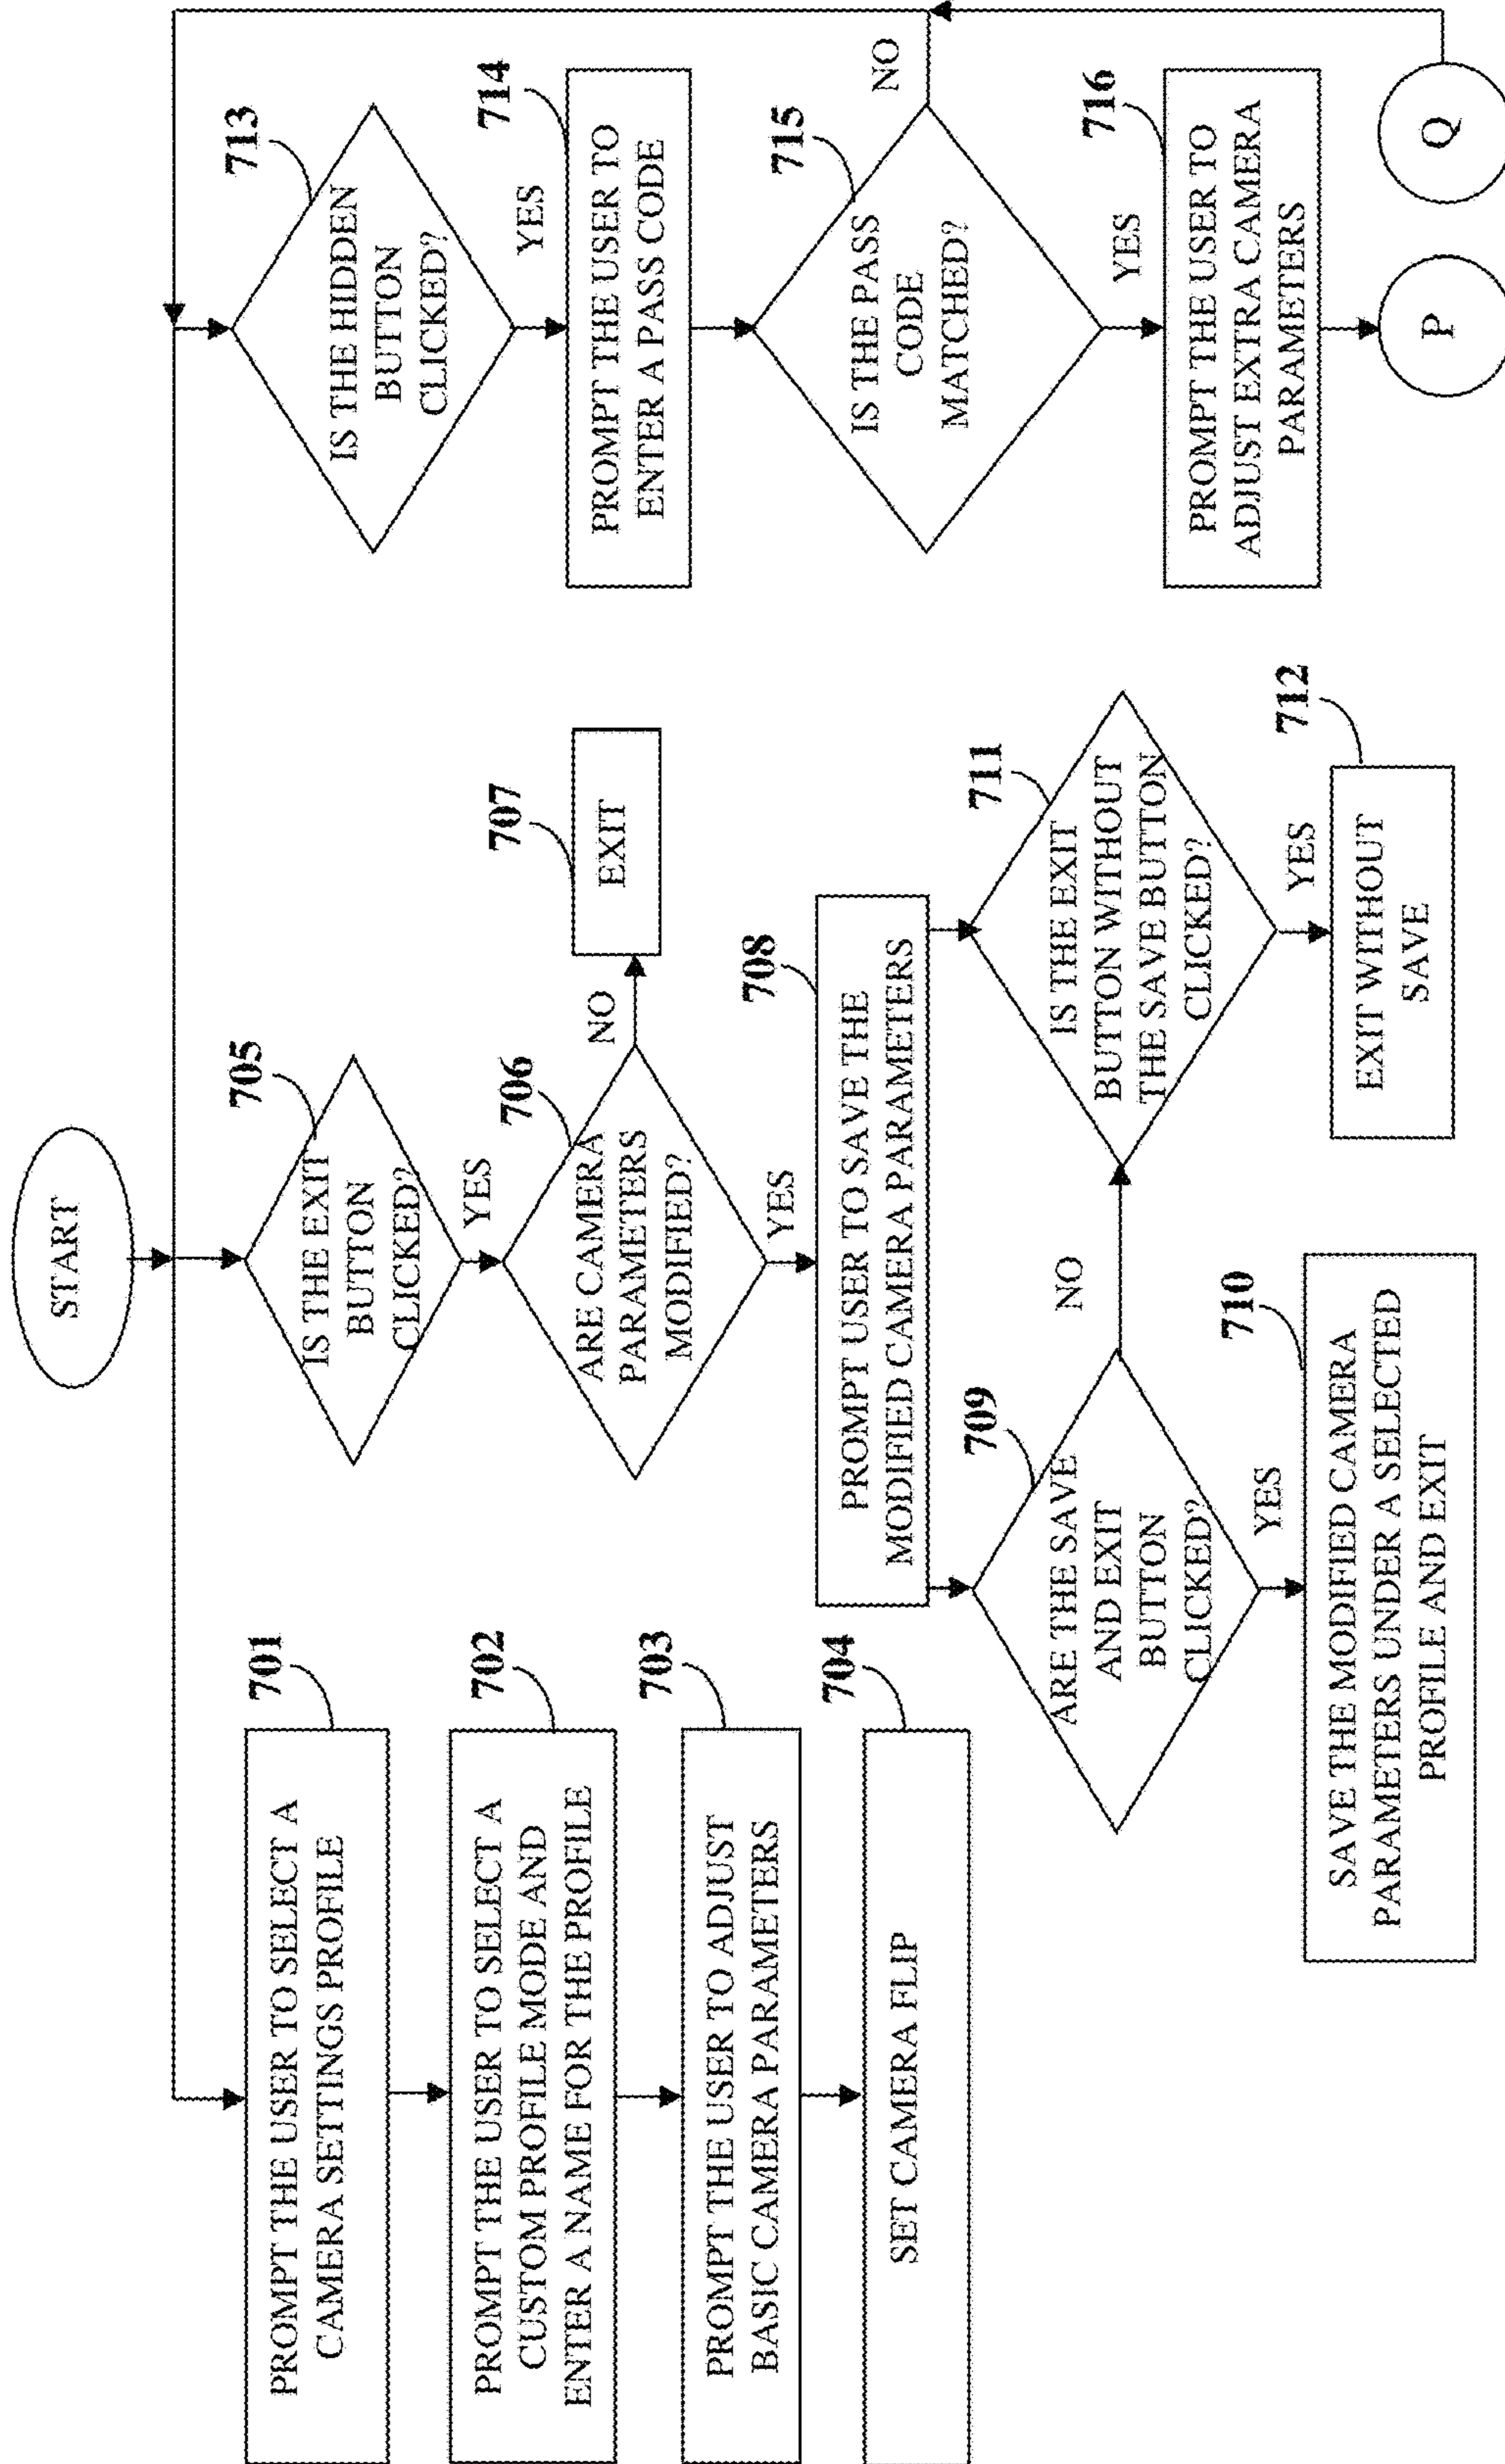 START
701
PROMPT THE USER TO SELECT A
CAMERA SETTINGS PROFILE
702
PROMPT THE USER TO SELECT A
CUSTOM PROFILE MODE AND
ENTER A NAME FOR THE PROFILE
703
PROMPT THE USER TO ADJUST
BASIC CAMERA PARAMETERS
704
SET CAMERA FLIP
705
IS THE EXIT
BUTTON
CLICKED?
YES
706
ARE CAMERA
PARAMETERS
MODIFIED?
NO
707
EXIT
YES
708
PROMPT USER TO SAVE THE
MODIFIED CAMERA PARAMETERS
709
ARE THE SAVE
AND EXIT
BUTTON
CLICKED?
NO
YES
710
SAVE THE MODIFIED CAMERA
PARAMETERS UNDER A SELECTED
PROFILE AND EXIT
711
IS THE EXIT
BUTTON WITHOUT
THE SAVE BUTTON
CLICKED?
YES
712
EXIT WITHOUT
SAVE
713
IS THE HIDDEN
BUTTON
CLICKED?
YES
714
PROMPT THE USER TO
ENTER A PASS CODE
715
IS THE PASS
CODE
MATCHED?
NO
YES
716
PROMPT THE USER TO
ADJUST EXTRA CAMERA
PARAMETERS
P
Q